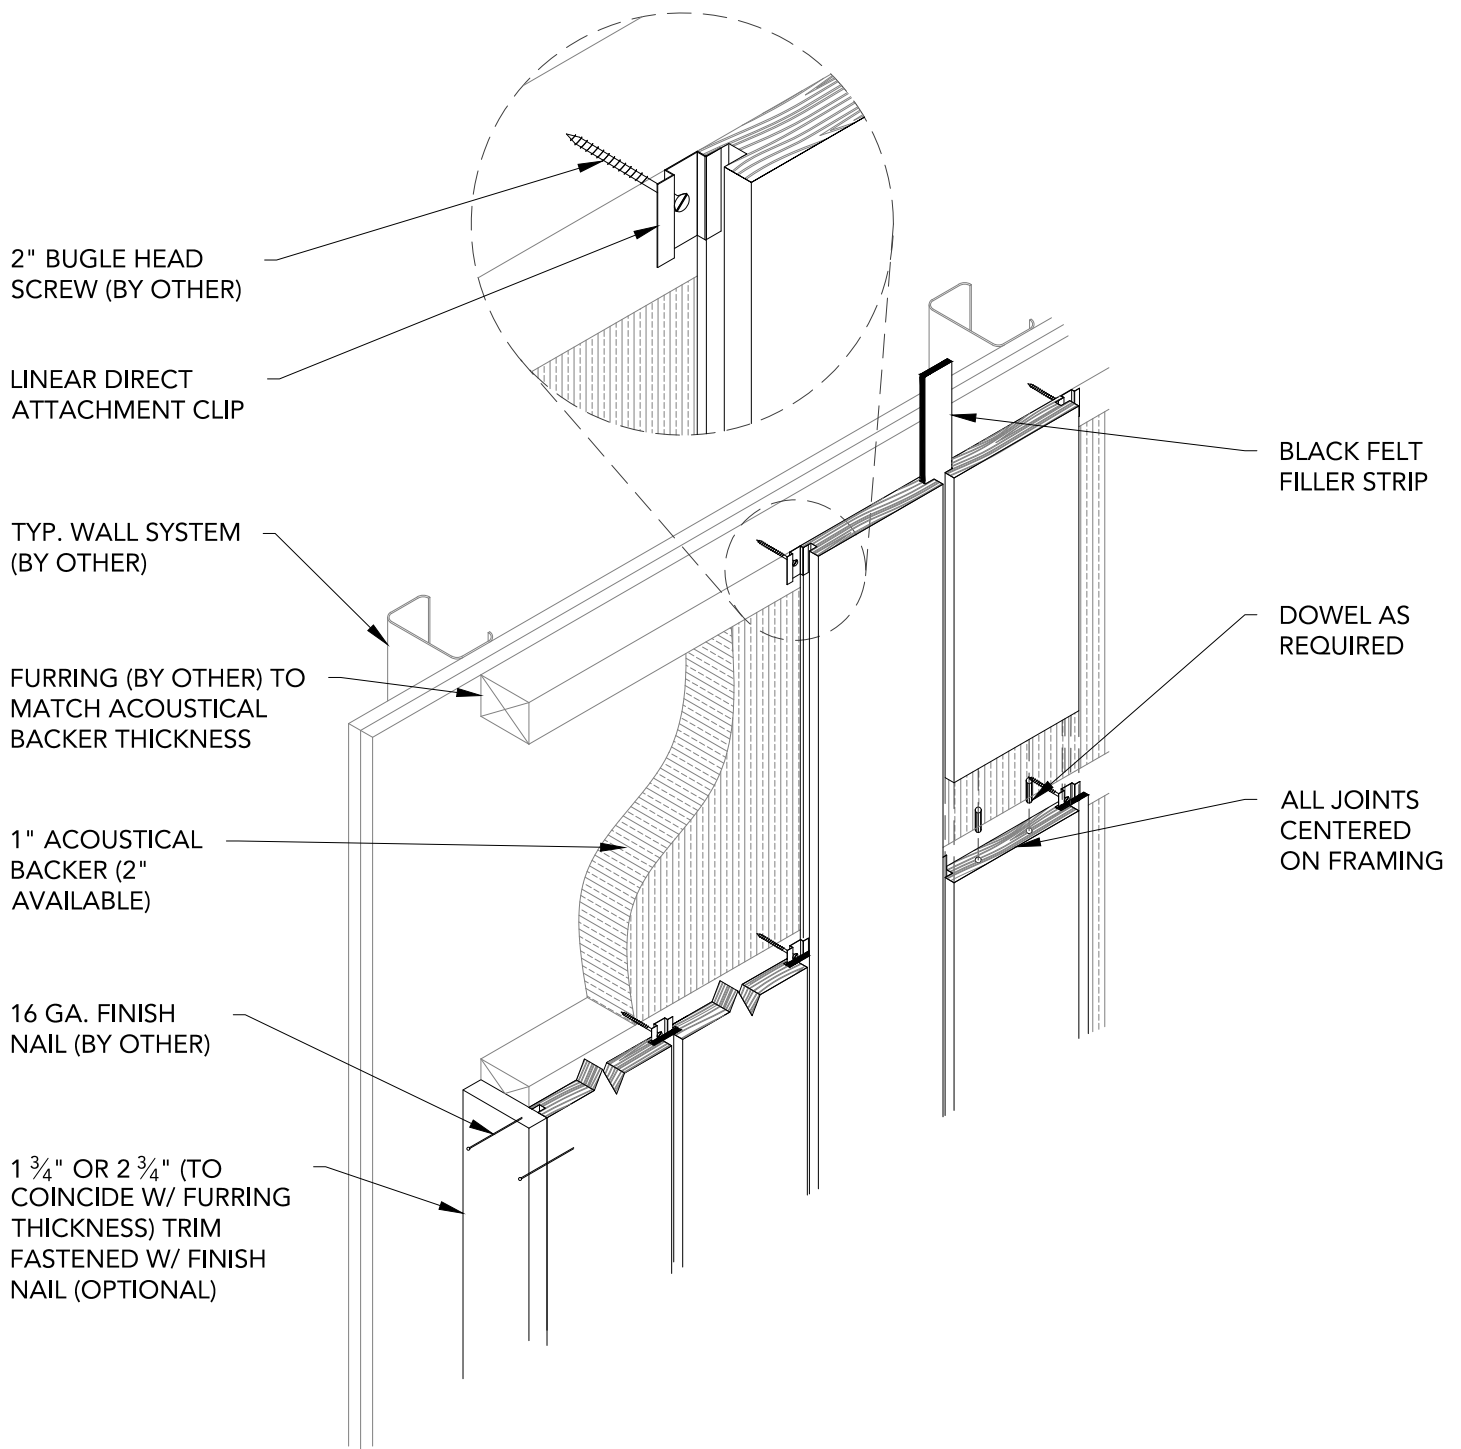 2" BUGLE HEAD
SCREW (BY OTHER)
LINEAR DIRECT
ATTACHMENT CLIP
TYP. WALL SYSTEM
(BY OTHER)
FURRING (BY OTHER) TO
MATCH ACOUSTICAL
BACKER THICKNESS
1" ACOUSTICAL
BACKER (2"
AVAILABLE)
16 GA. FINISH
NAIL (BY OTHER)
1 ¾" OR 2 ¾" (TO
COINCIDE W/ FURRING
THICKNESS) TRIM
FASTENED W/ FINISH
NAIL (OPTIONAL)
BLACK FELT
FILLER STRIP
DOWEL AS
REQUIRED
ALL JOINTS
CENTERED
ON FRAMING